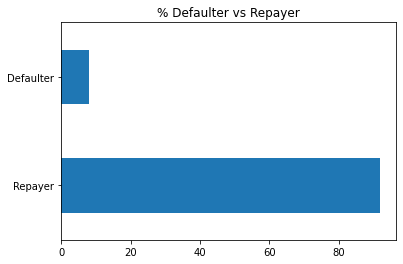 % Defaulter vs Repayer
Defaulter
Repayer
0 20 40 60 80